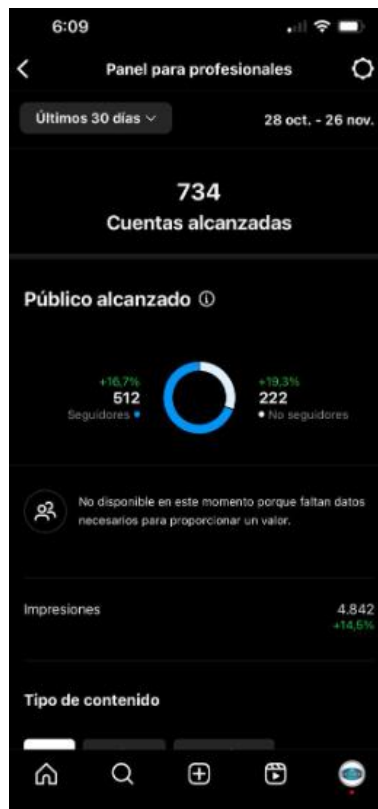 6:09
Panel para profesionales
Últimos 30 días
28 oct. - 26 nov.
734
Cuentas alcanzadas
Público alcanzado
+16,7%
512
Seguidores
+19,3%
222
No seguidores
No disponible en este momento porque faltan datos
necesarios para proporcionar un valor.
Impresiones
4.842
+14,5%
Tipo de contenido